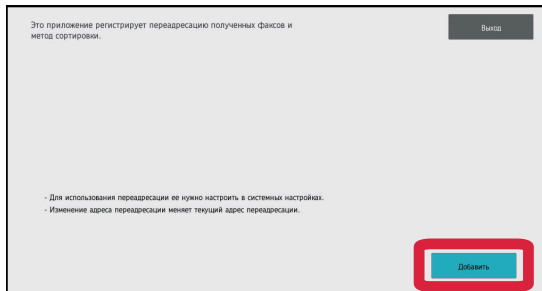 Это приложение регистрирует переадресацию полученных факсов и
метод сортировки.
Выход
- Для использования переадресации ее нужно настроить в системных настройках.
- Изменение адреса переадресации меняет текущий адрес переадресации.
Добавить